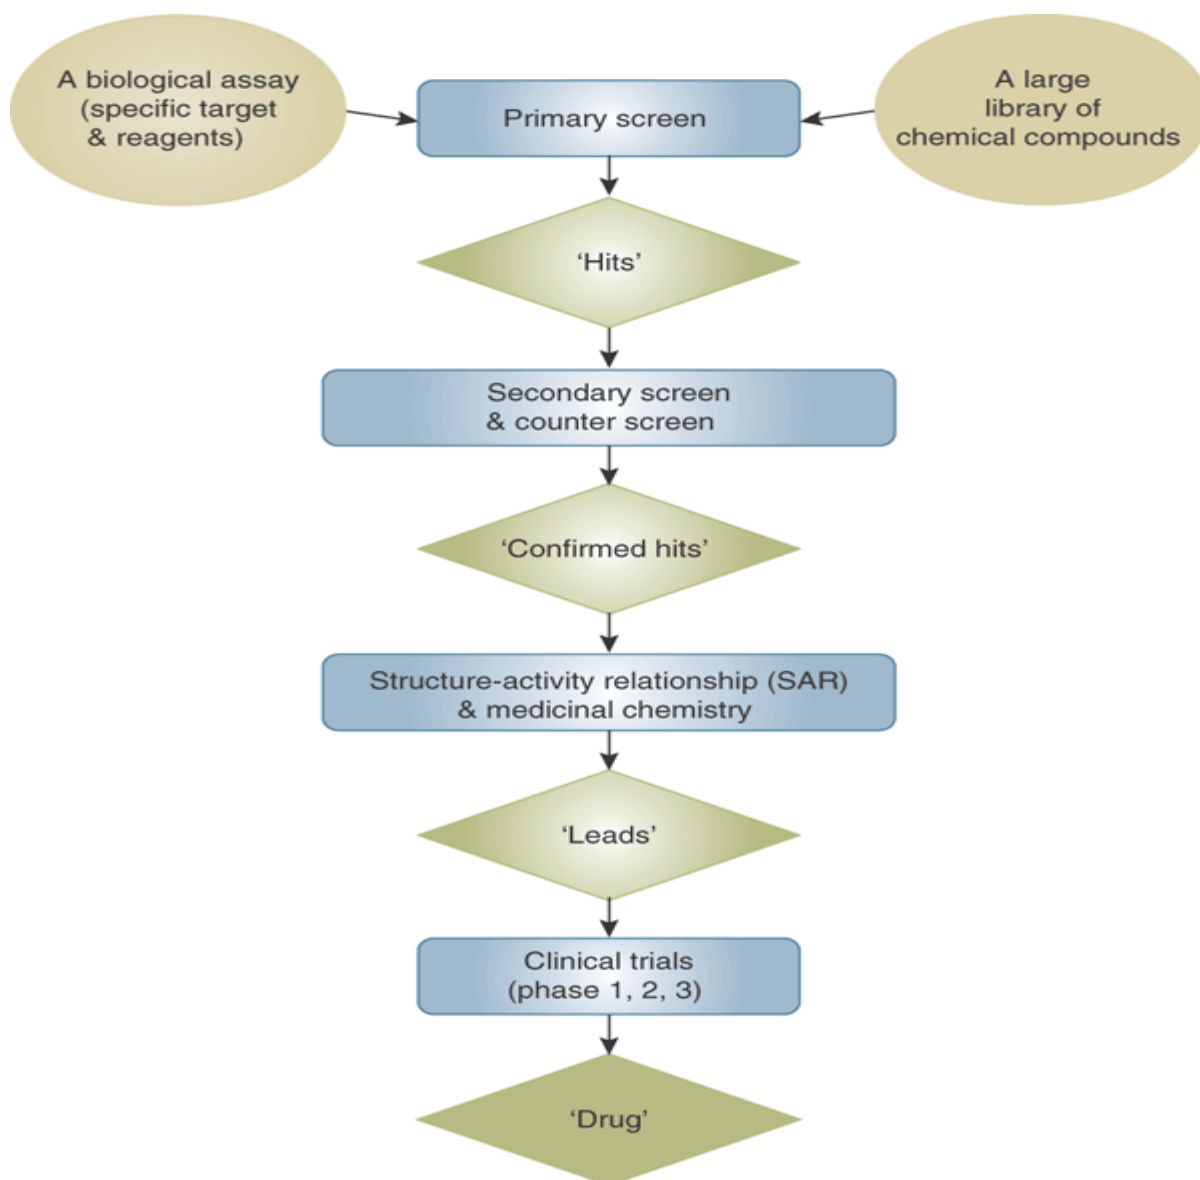 A biological assay
(specific target
& reagents)
Primary screen
A large
library of
chemical compounds
‘Hits’
Secondary screen
& counter screen
‘Confirmed hits’
Structure-activity relationship (SAR)
& medicinal chemistry
‘Leads’
Clinical trials
(phase 1, 2, 3)
‘Drug’